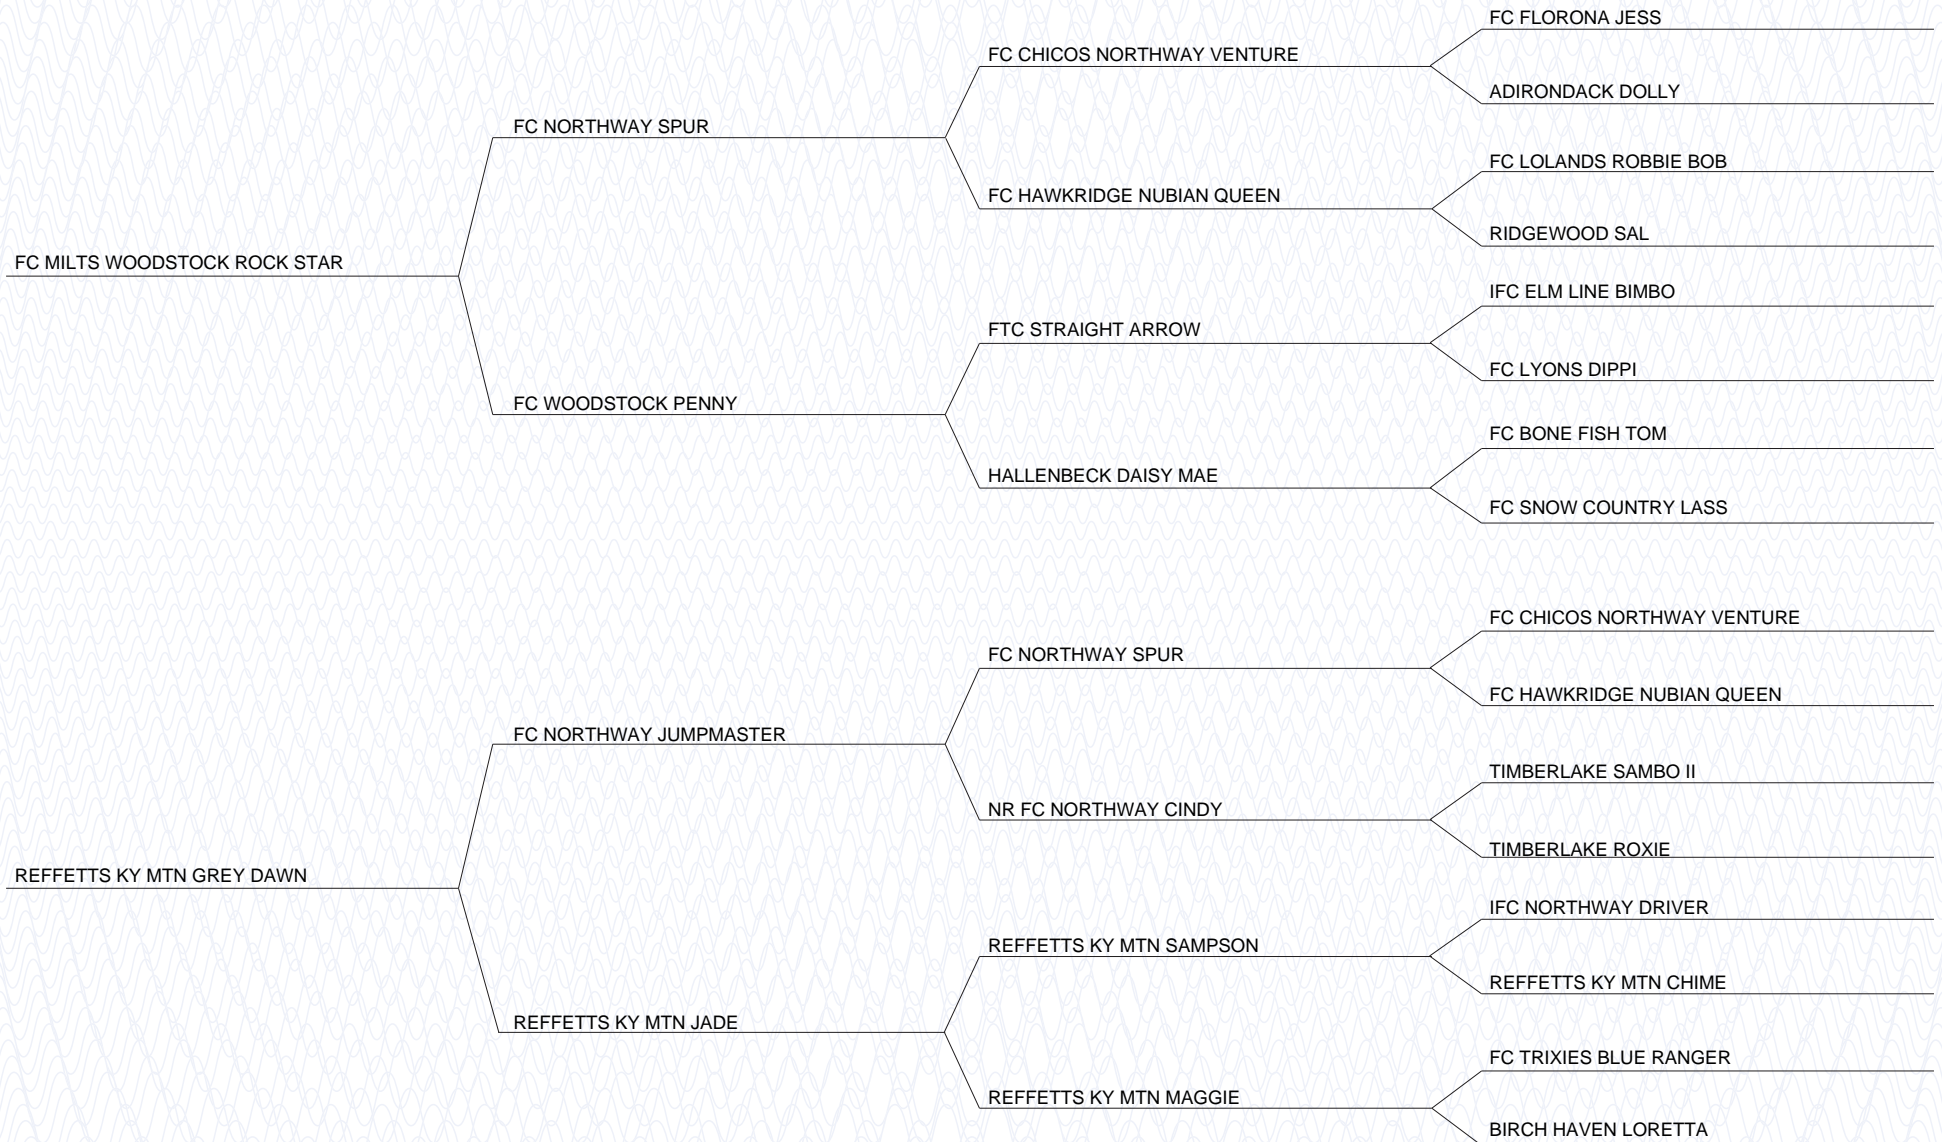 FC FLORONA JESS
FC CHICOS NORTHWAY VENTURE
ADIRONDACK DOLLY
FC NORTHWAY SPUR
FC LOLANDS ROBBIE BOB
FC HAWKRIDGE NUBIAN QUEEN
RIDGEWOOD SAL
FC MILTS WOODSTOCK ROCK STAR
IFC ELM LINE BIMBO
FTC STRAIGHT ARROW
FC LYONS DIPPI
FC WOODSTOCK PENNY
FC BONE FISH TOM
HALLENBECK DAISY MAE
FC SNOW COUNTRY LASS
FC CHICOS NORTHWAY VENTURE
FC NORTHWAY SPUR
FC HAWKRIDGE NUBIAN QUEEN
FC NORTHWAY JUMPMASTER
TIMBERLAKE SAMBO II
NR FC NORTHWAY CINDY
TIMBERLAKE ROXIE
REFFETTS KY MTN GREY DAWN
IFC NORTHWAY DRIVER
REFFETTS KY MTN SAMPSON
REFFETTS KY MTN CHIME
REFFETTS KY MTN JADE
FC TRIXIES BLUE RANGER
REFFETTS KY MTN MAGGIE
BIRCH HAVEN LORETTA